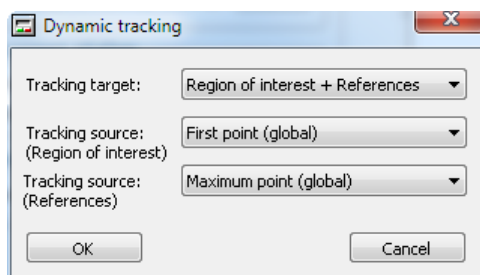 Dynamic tracking
Tracking target: Region of interest + References
Tracking source: First point (global)
(Region of interest)
Tracking source: Maximum point (global)
(References)
OK Cancel